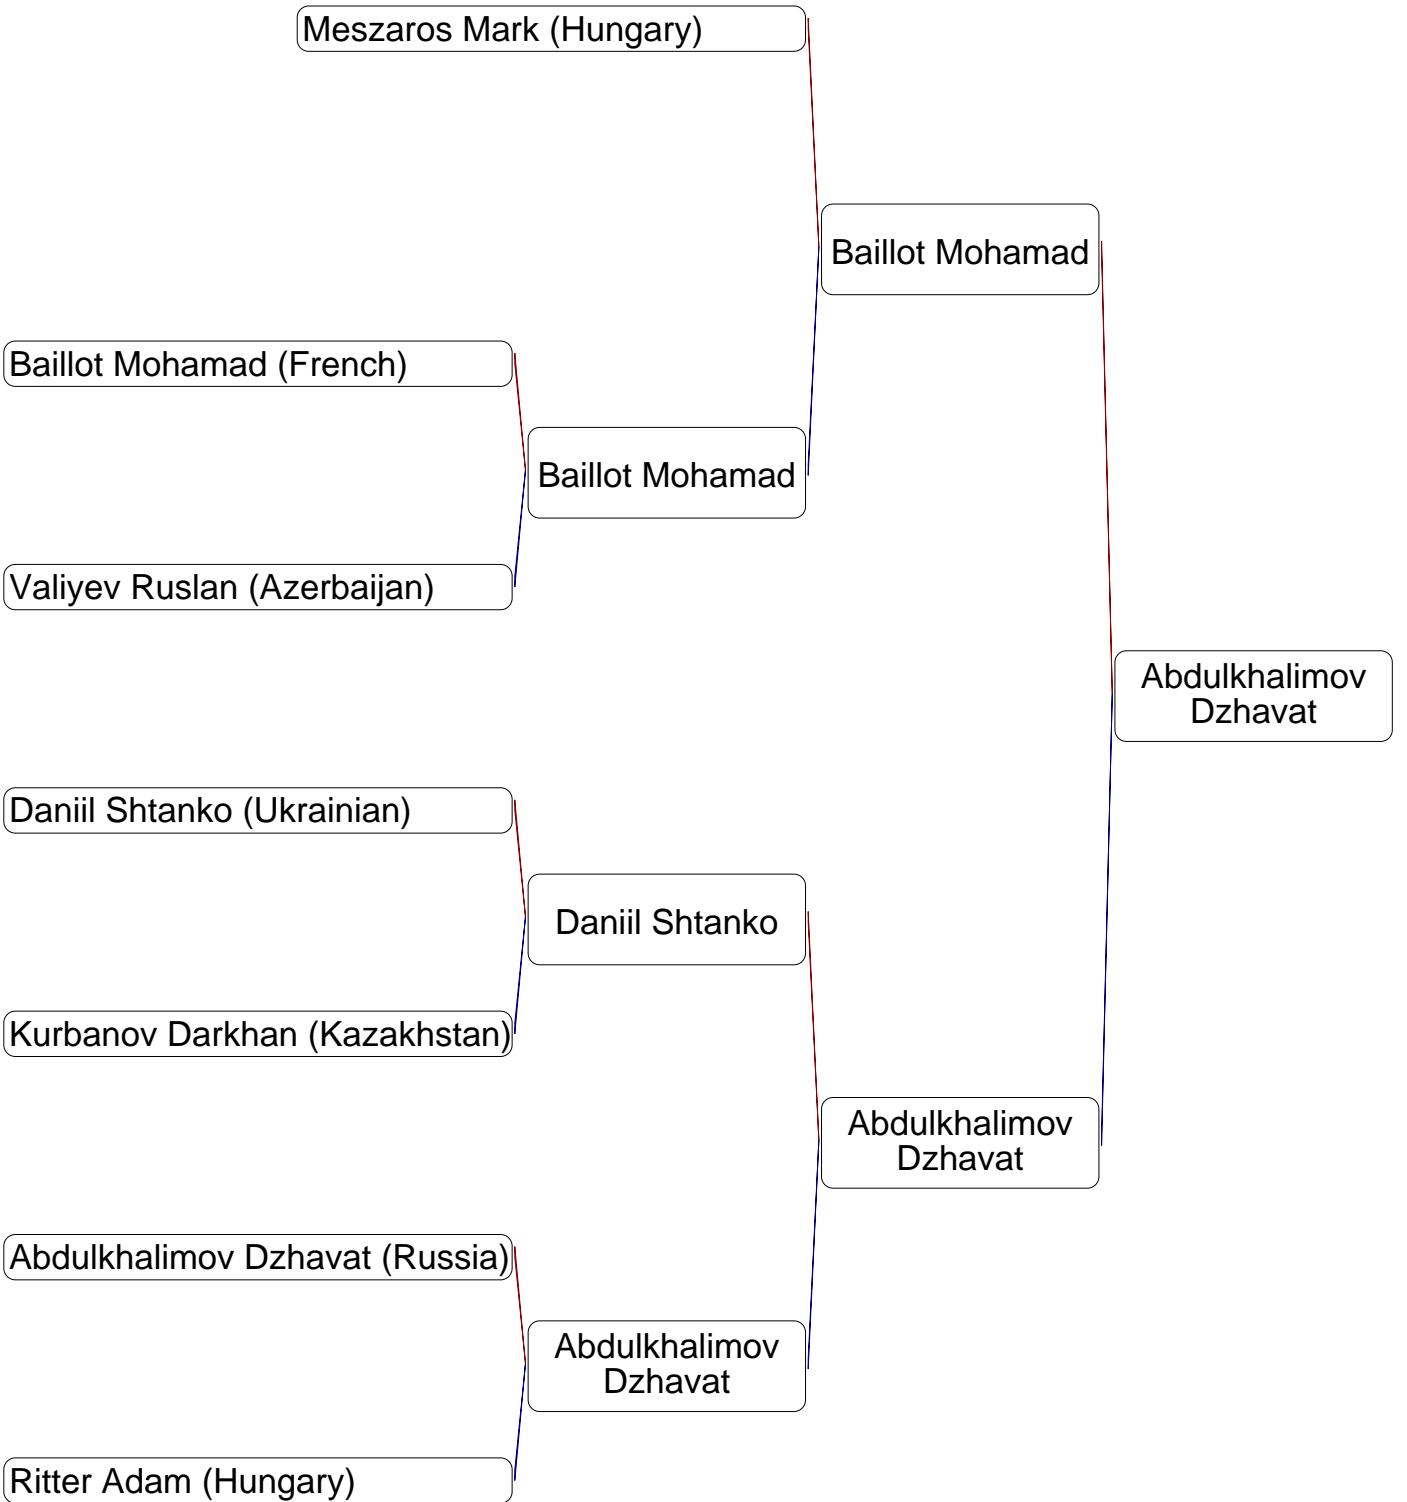 Meszaros Mark (Hungary)
Baillot Mohamad
Baillot Mohamad (French)
Baillot Mohamad
Valiyev Ruslan (Azerbaijan)
Abdulkhalimov
Dzhavat
Daniil Shtanko (Ukrainian)
Daniil Shtanko
Kurbanov Darkhan (Kazakhstan)
Abdulkhalimov
Dzhavat
Abdulkhalimov Dzhavat (Russia)
Abdulkhalimov
Dzhavat
Ritter Adam (Hungary)